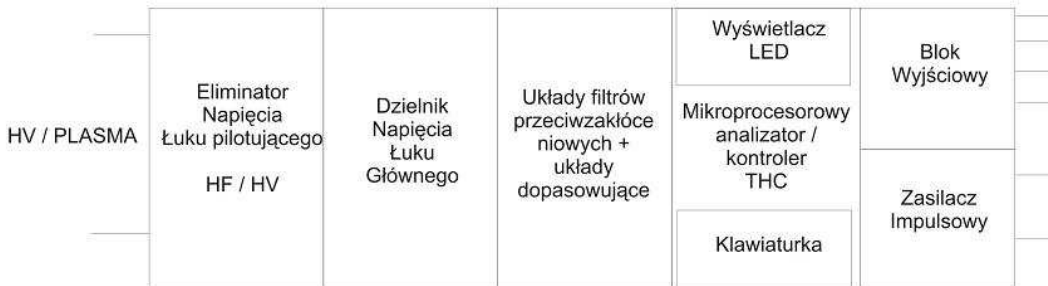 HV / PLASMA
Eliminator
Napięcia
Łuku pilotującego
HF / HV
Dzielnik
Napięcia
Łuku
Głównego
Układy filtrów
przeciwzakłóce
niowych +
układy
dopasowujące
Wyświetlacz
LED
Mikroprocesorowy
analizator /
kontroler
THC
Klawiaturka
Blok
Wyjściowy
Zasilacz
Impulsowy